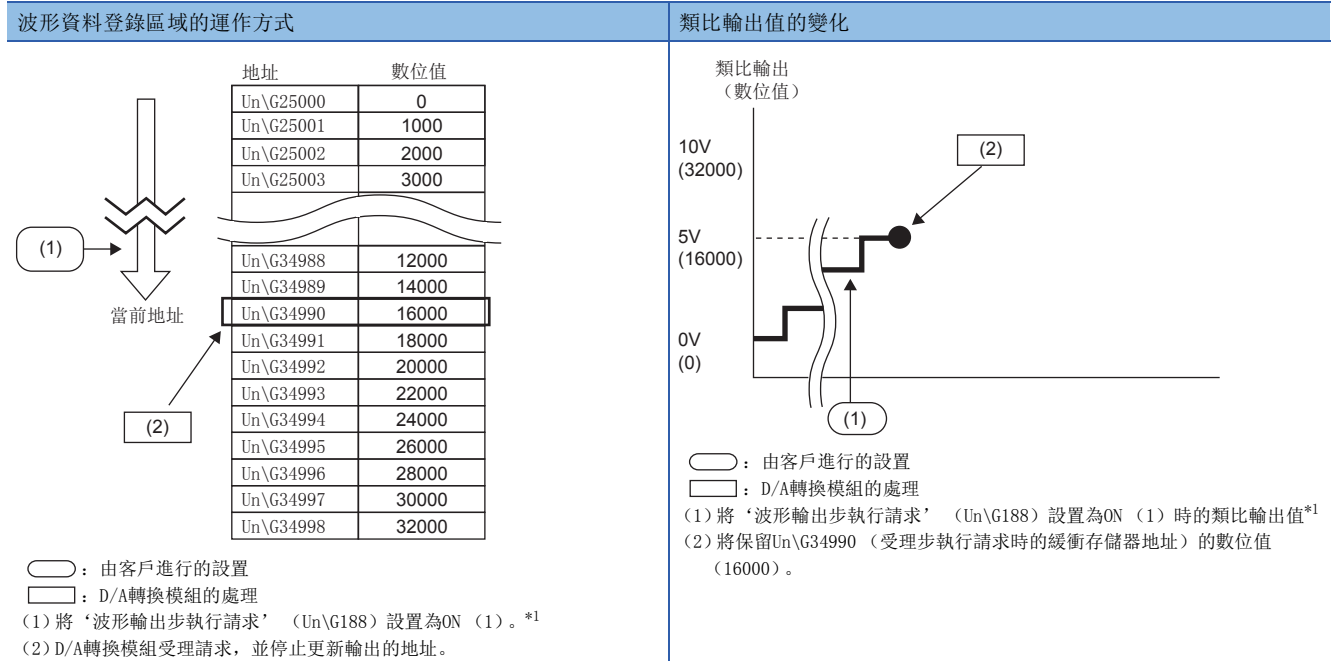 波形資料登錄區域的運作方式
地址 數位值
Un\G25000 0
Un\G25001 1000
Un\G25002 2000
Un\G25003 3000
Un\G34988 12000
Un\G34989 14000
Un\G34990 16000
Un\G34991 18000
Un\G34992 20000
Un\G34993 22000
Un\G34994 24000
Un\G34995 26000
Un\G34996 28000
Un\G34997 30000
Un\G34998 32000
(1)
當前地址
(2)
：由客戶進行的設置
：D/A轉換模組的處理
（1）將‘波形輸出步執行請求’（Un\G188）設置為ON（1）。*1
（2）D/A轉換模組受理請求，並停止更新輸出的地址。
類比輸出值的變化
類比輸出
（數位值）
10V
(32000)
(2)
5V
(16000)
0V
(0)
(1)
：由客戶進行的設置
：D/A轉換模組的處理
（1）將‘波形輸出步執行請求’（Un\G188）設置為ON（1）時的類比輸出值*1
（2）將保留Un\G34990（受理步執行請求時的緩衝存儲器地址）的數位值
（16000）。